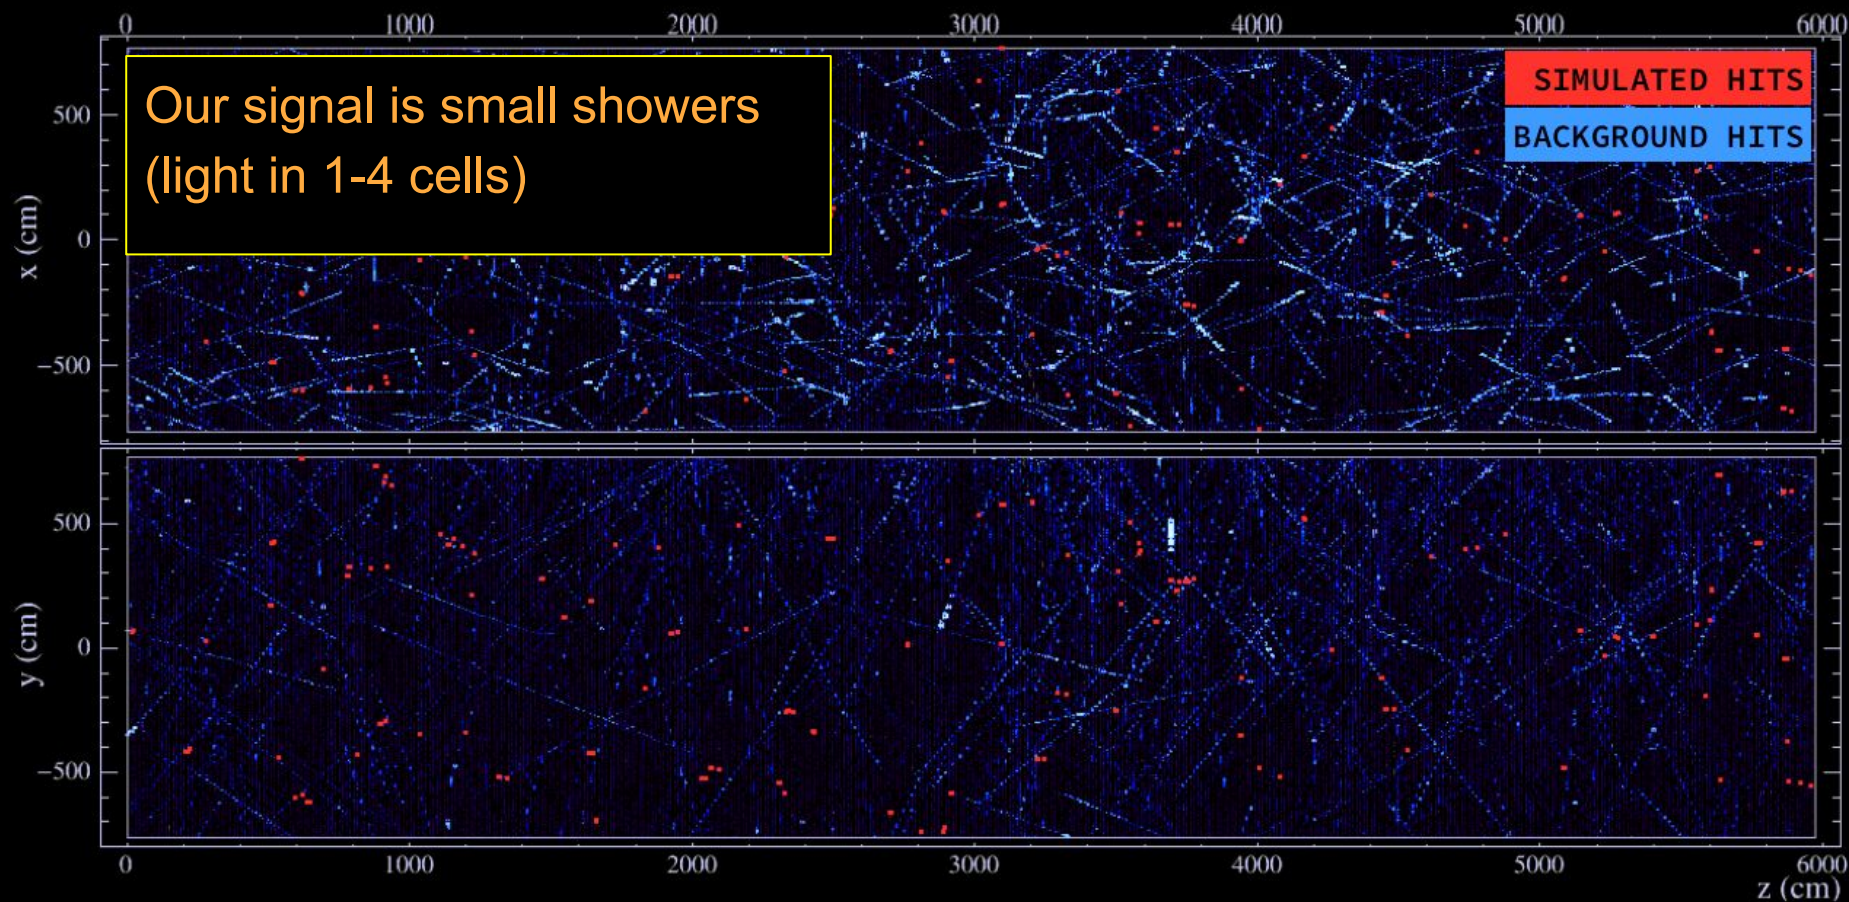 0 1000 2000 3000 4000 5000 6000
Our signal is small showers
(light in 1-4 cells)
SIMULATED HITS
BACKGROUND HITS
500
0
−500
x (cm)
500
0
−500
y (cm)
0 1000 2000 3000 4000 5000 6000
z (cm)